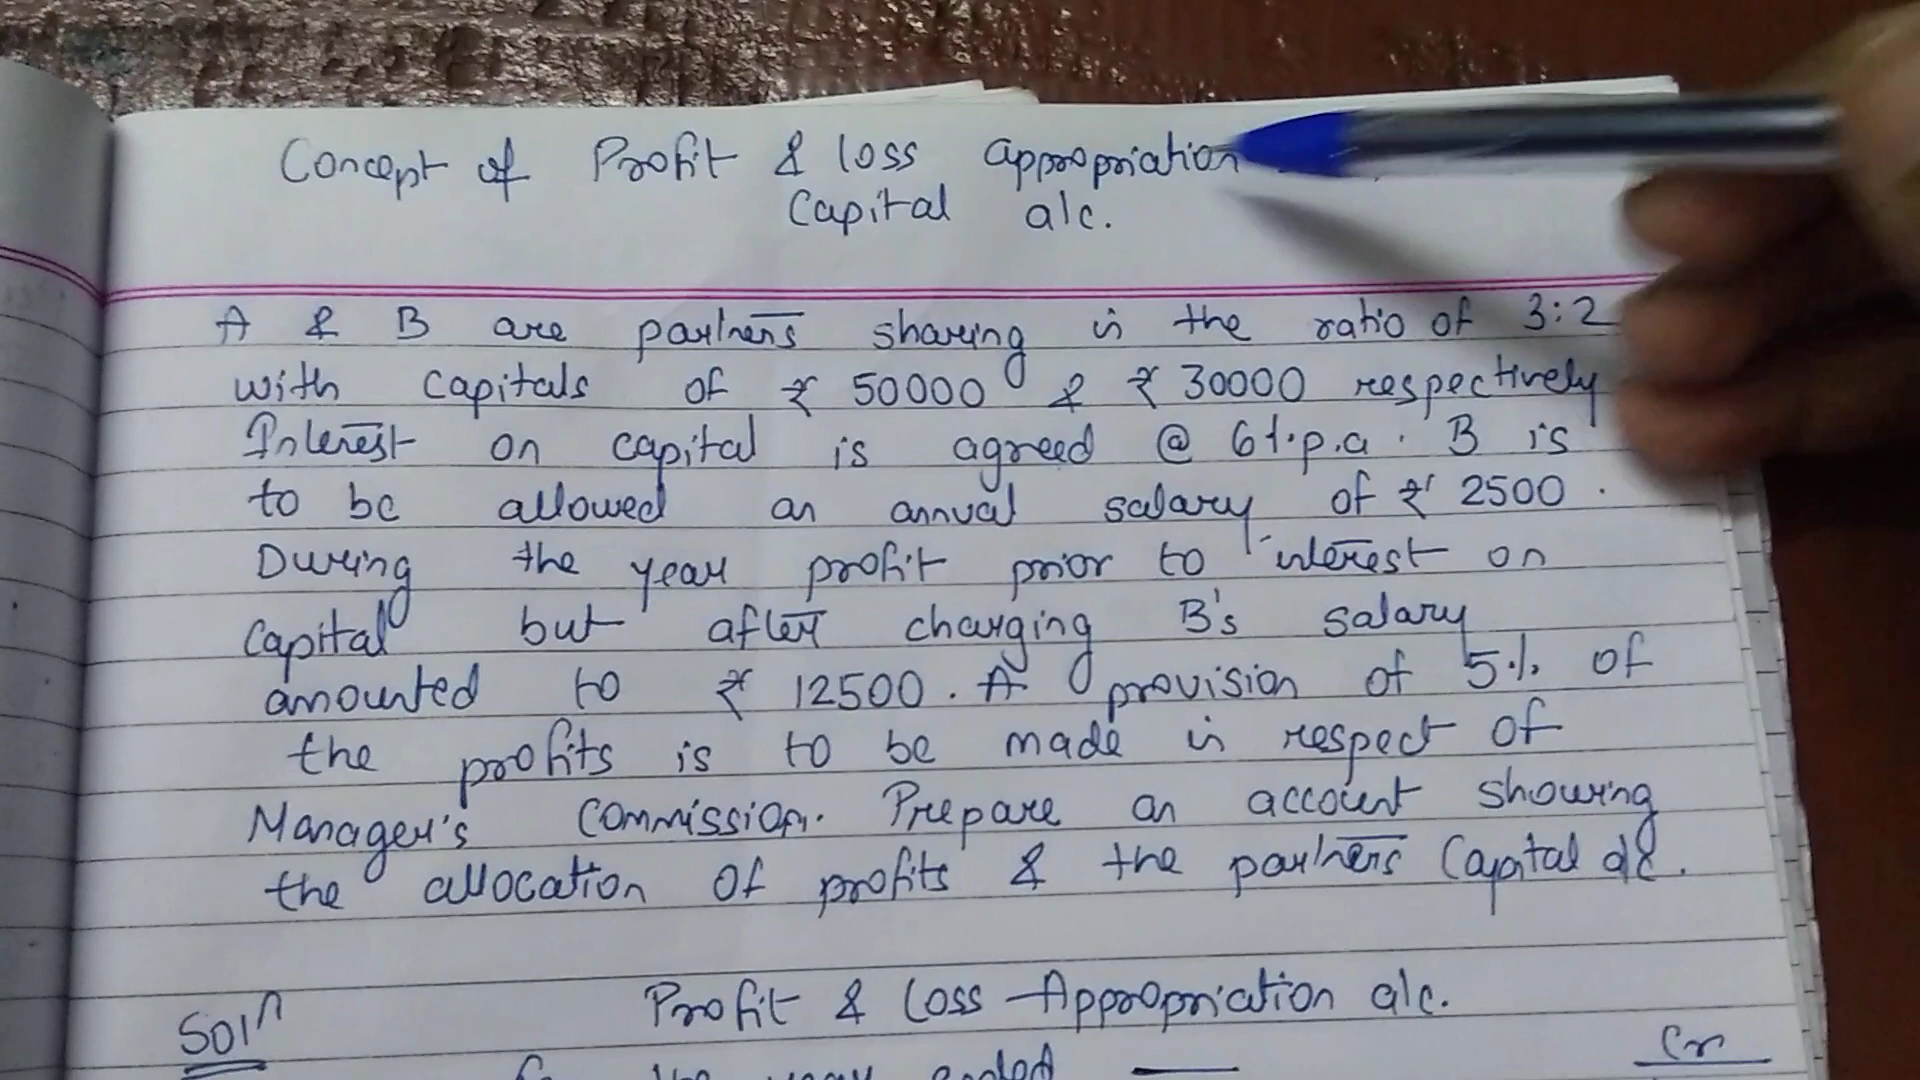 Concept of Profit & loss appropriation
Capital a/c.
A & B are partners sharing in the ratio of 3:2
with capitals of ₹ 50000 & ₹ 30000 respectively
Interest on capital is agreed @ 6%.p.a. B is
to be allowed an annual salary of ₹ 2500.
During the year profit prior to interest on
Capital but after charging B's salary
amounted to ₹ 12500. A provision of 5% of
the profits is to be made in respect of
Manager's Commission. Prepare an account showing
the allocation of profits & the partners Capital a/c.
Soln Profit & Loss Appropriation a/c.
the year ended
Cr